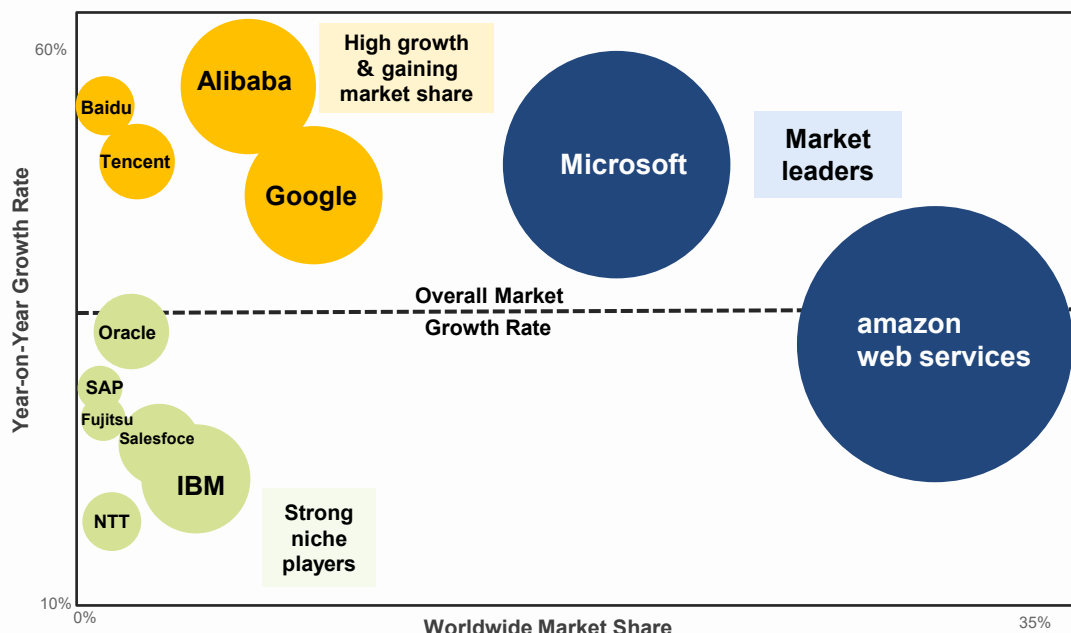 60%
High growth
& gaining
market share
Alibaba
Baidu
Tencent
Google
Microsoft
Market
leaders
Year-on-Year Growth Rate
Overall Market
Growth Rate
Oracle
amazon
web services
SAP
Fujitsu
Salesfoce
IBM
NTT
Strong
niche
players
10%
0%
Worldwide Market Share
35%